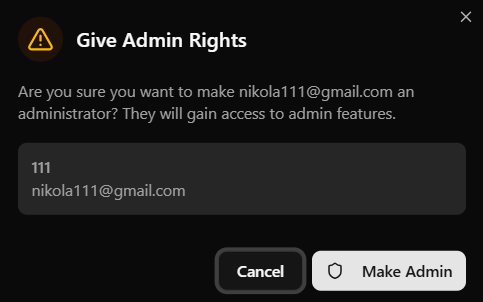 Give Admin Rights
Are you sure you want to make nikola111@gmail.com an
administrator? They will gain access to admin features.
111
nikola111@gmail.com
Cancel
Make Admin